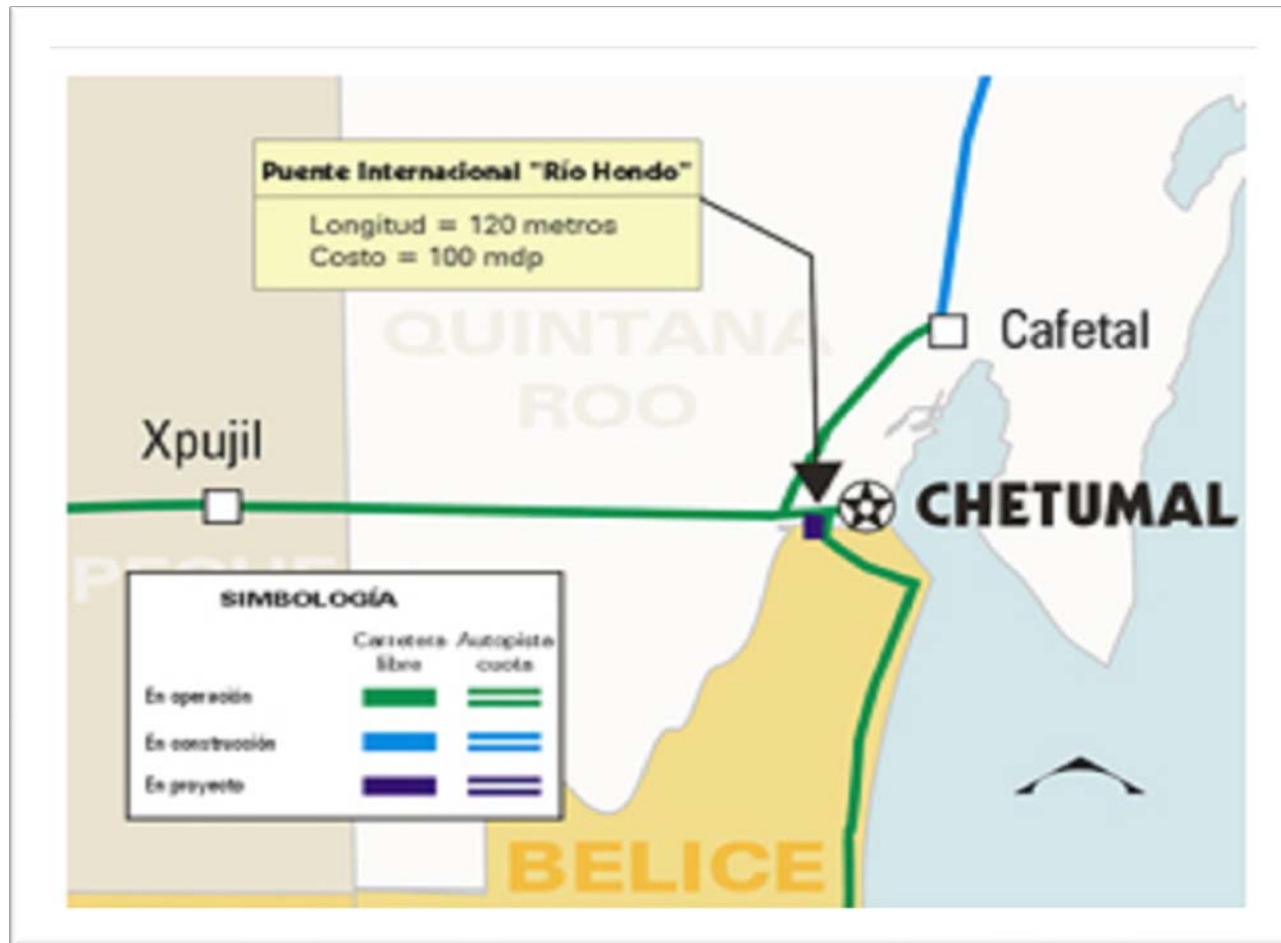 Puente Internacional "Río Hondo"
Longitud = 120 metros
Costo = 100 mdp
QUINTANA
ROO
Cafetal
Xpujil
CHETUMAL
PECHE
SIMBOLOGÍA
Carretera Autopista
libre cuota
En operación
En construcción
En proyecto
BELICE